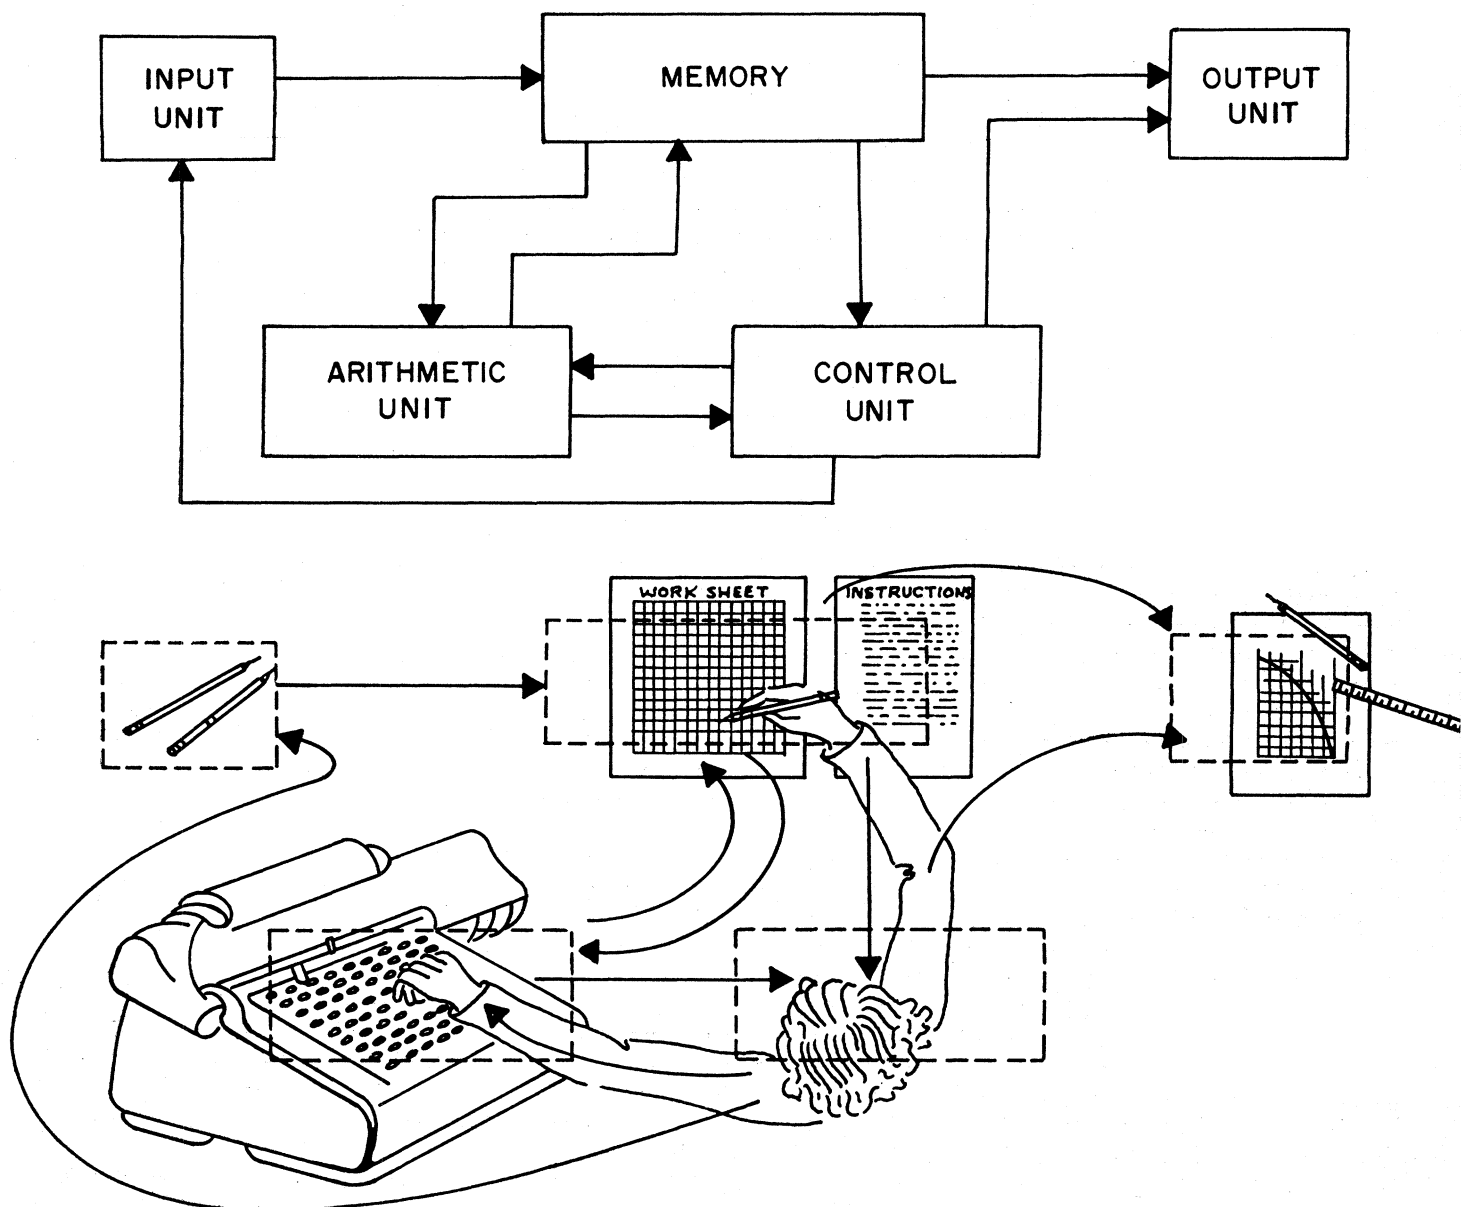 INPUT
UNIT
MEMORY
OUTPUT
UNIT
ARITHMETIC
UNIT
CONTROL
UNIT
WORK SHEET
INSTRUCTIONS